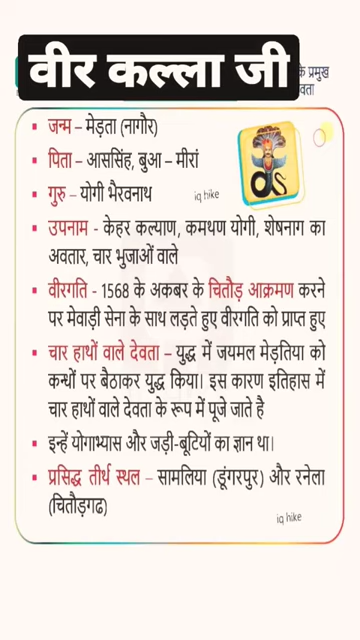 वीर कल्ला जी
के प्रमुख
वता
▪ जन्म – मेड़ता (नागौर)
▪ पिता – आससिंह, बुआ – मीरां
▪ गुरु – योगी भैरवनाथ
iq hike
▪ उपनाम - केहर कल्याण, कमधण योगी, शेषनाग का
अवतार, चार भुजाओं वाले
▪ वीरगति - 1568 के अकबर के चितौड़ आक्रमण करने
पर मेवाड़ी सेना के साथ लड़ते हुए वीरगति को प्राप्त हुए
▪ चार हाथों वाले देवता – युद्ध में जयमल मेड़तिया को
कन्धों पर बैठाकर युद्ध किया। इस कारण इतिहास में
चार हाथों वाले देवता के रूप में पूजे जाते है
▪ इन्हें योगाभ्यास और जड़ी-बूटियों का ज्ञान था।
▪ प्रसिद्ध तीर्थ स्थल – सामलिया (डूंगरपुर) और रनेला
(चितौड़गढ)
iq hike